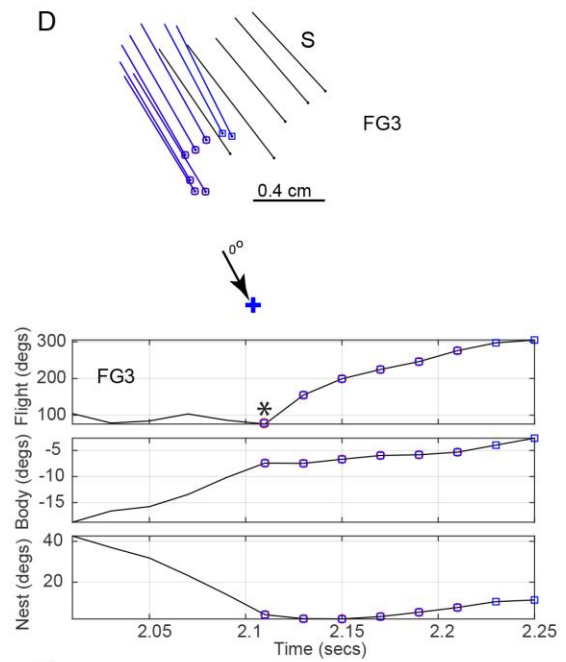 D
S
FG3
0.4 cm
0°
Flight (degs)
300
200
100
FG3
*
Body (degs)
-5
-10
-15
Nest (degs)
40
20
2.05
2.1
2.15
2.2
2.25
Time (secs)